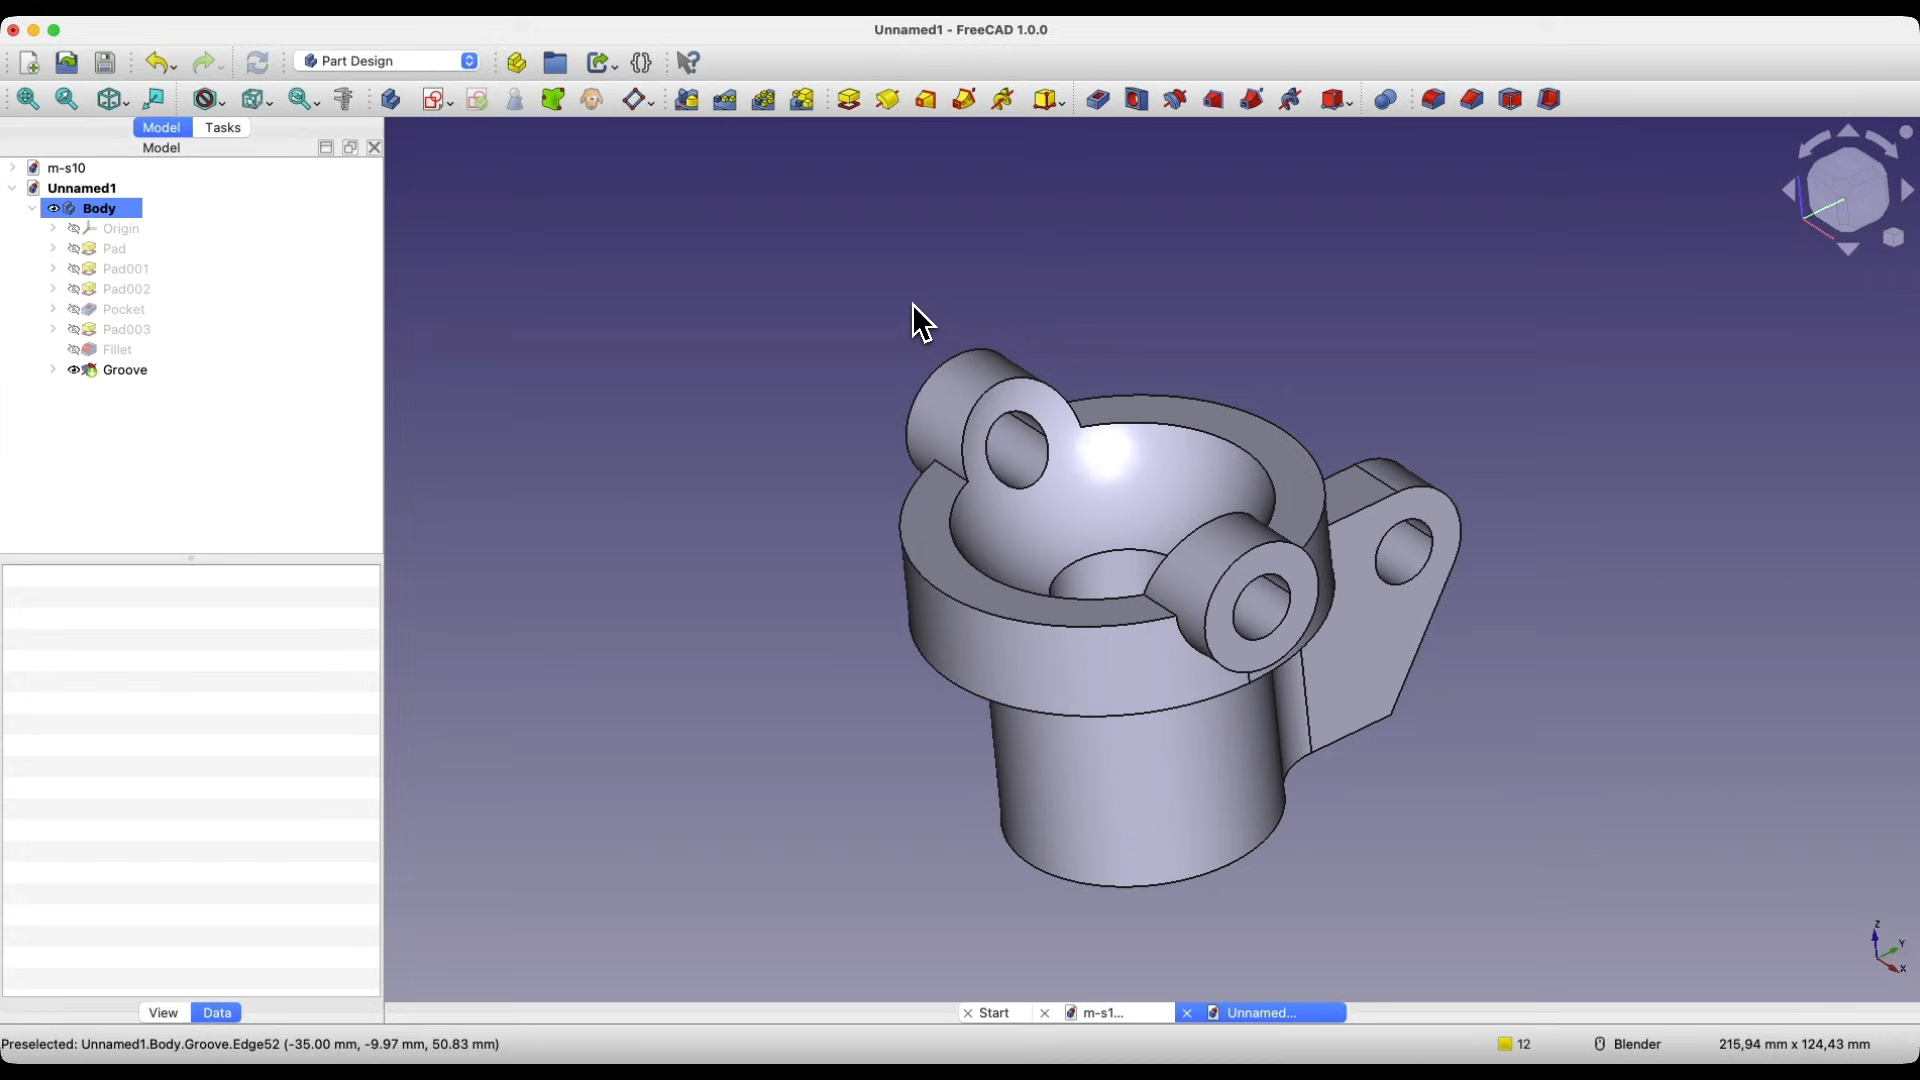 Unnamed1 - FreeCAD 1.0.0
Part Design
Model Tasks
Model
m-s10
Unnamed1
Body
Origin
Pad
Pad001
Pad002
Pocket
Pad003
Fillet
Groove
Z
Y
X
View Data
Start
m-s1...
Unnamed...
Preselected: Unnamed1.Body.Groove.Edge52 (-35.00 mm, -9.97 mm, 50.83 mm)
12
Blender
215,94 mm x 124,43 mm